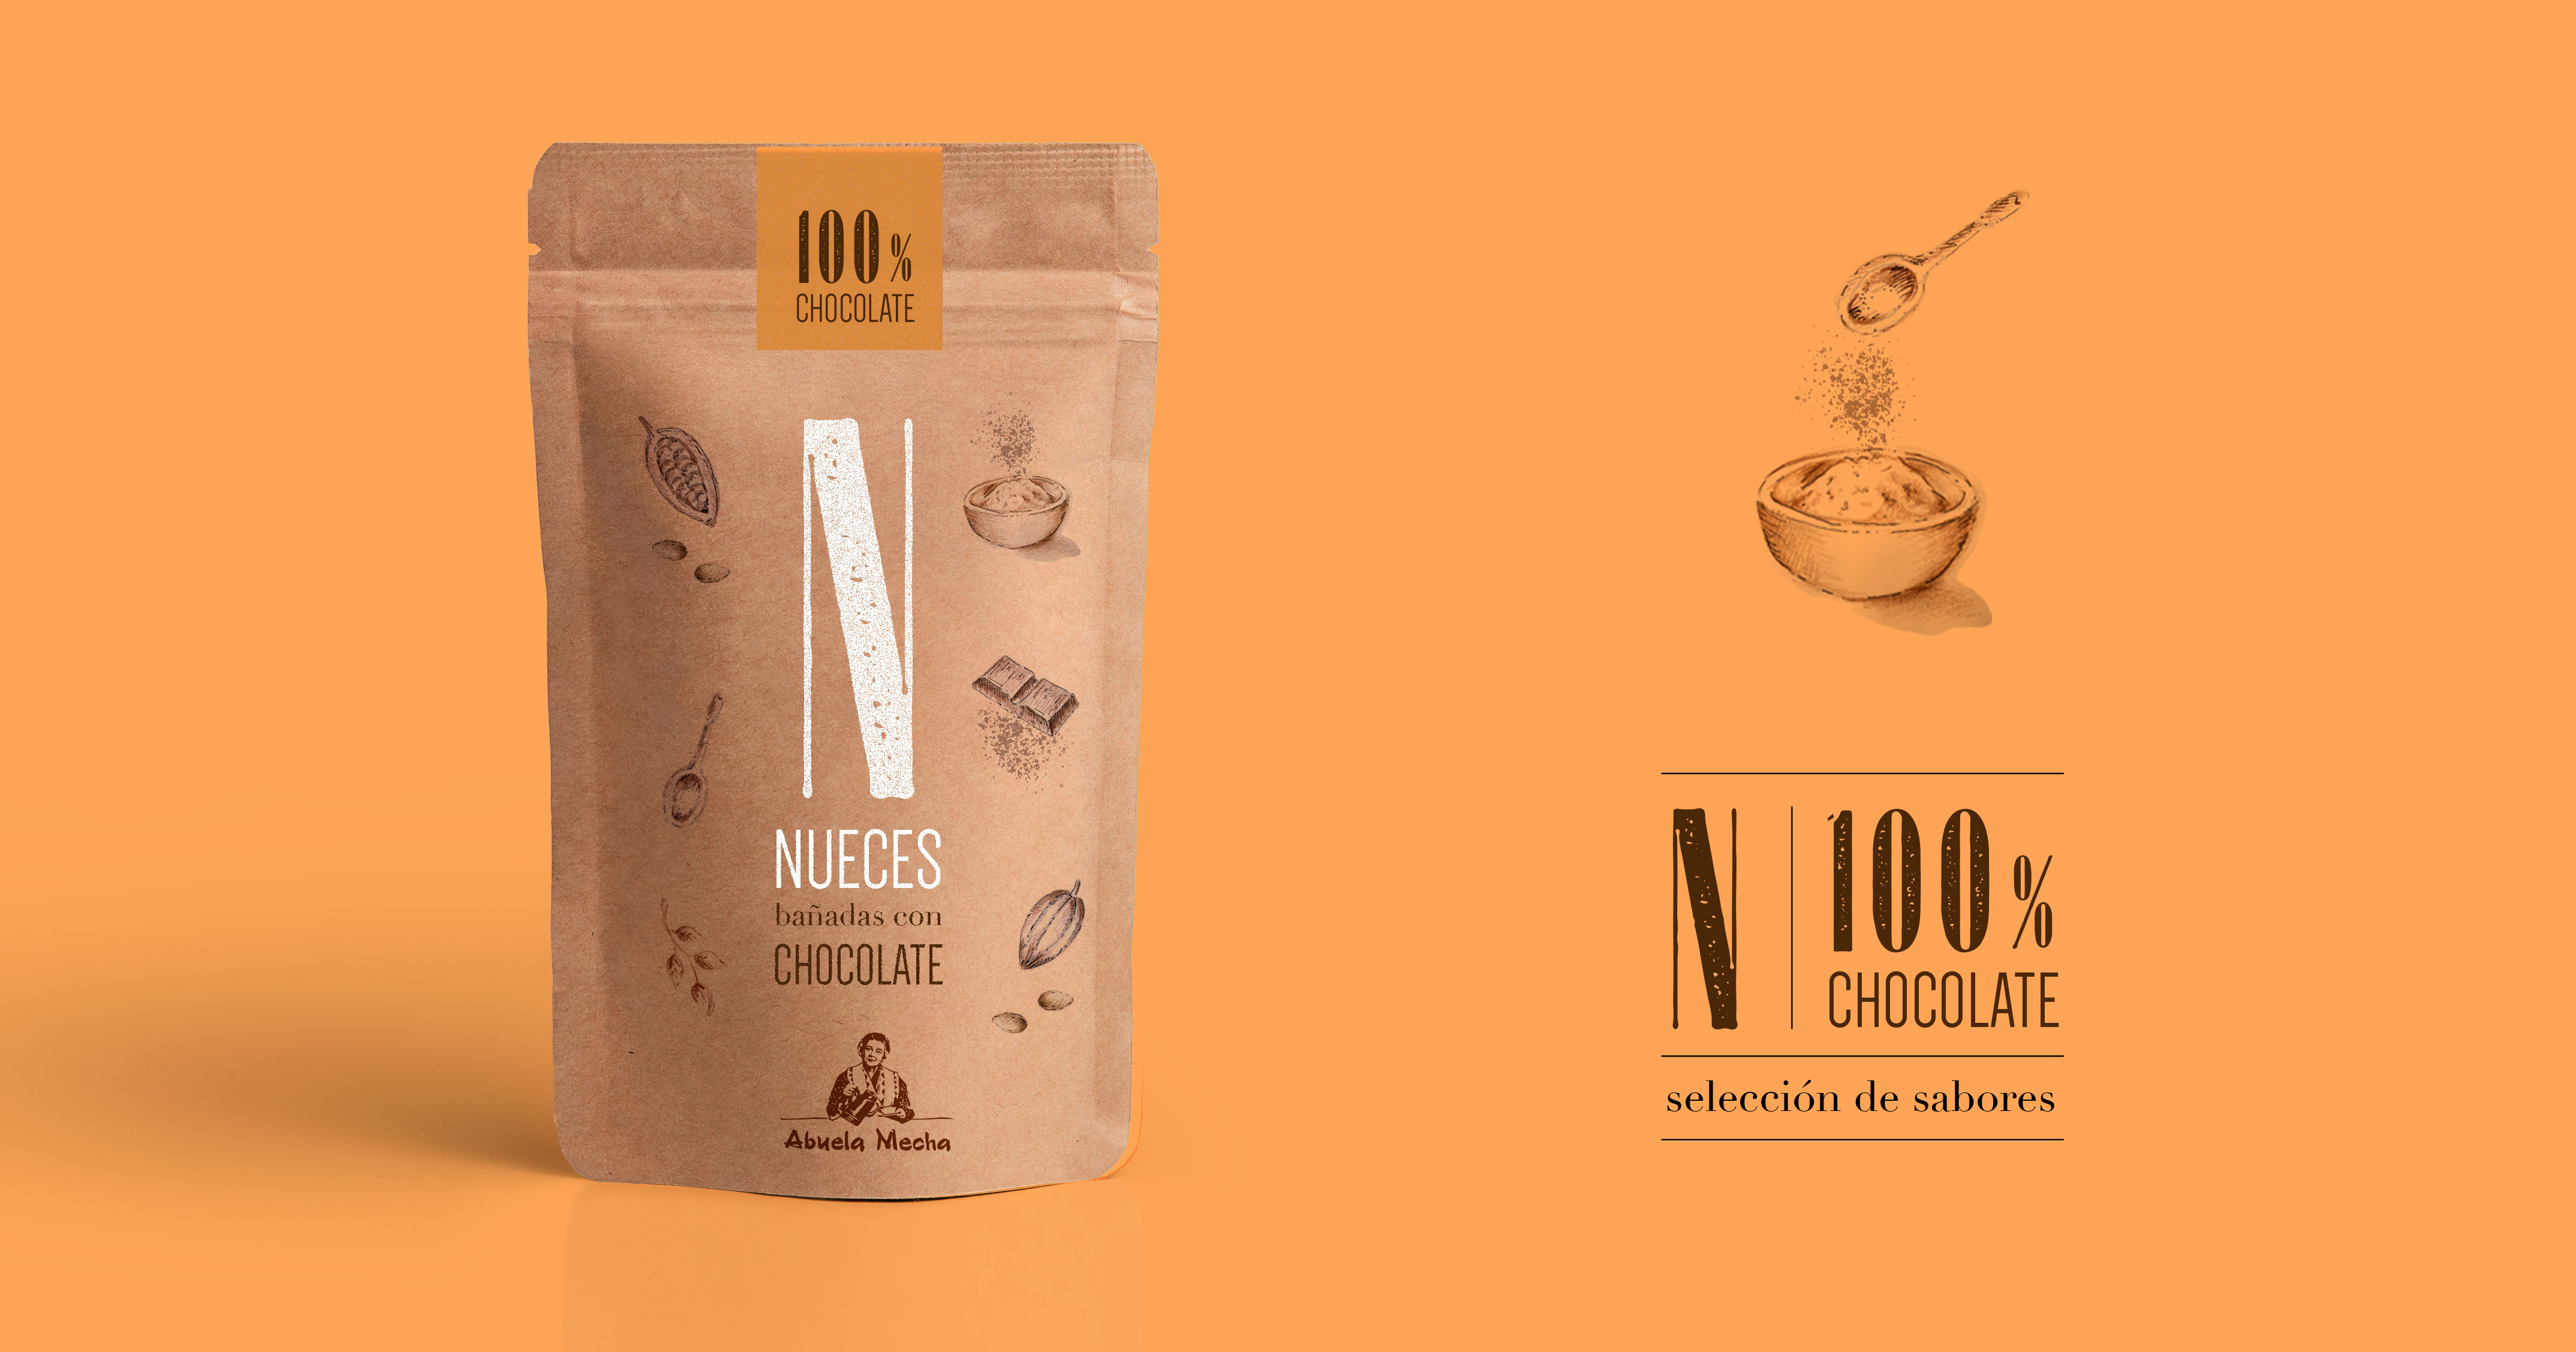 100%
CHOCOLATE
N
NUECES
bañadas con
CHOCOLATE
Abuela Mecha
N
100%
CHOCOLATE
selección de sabores